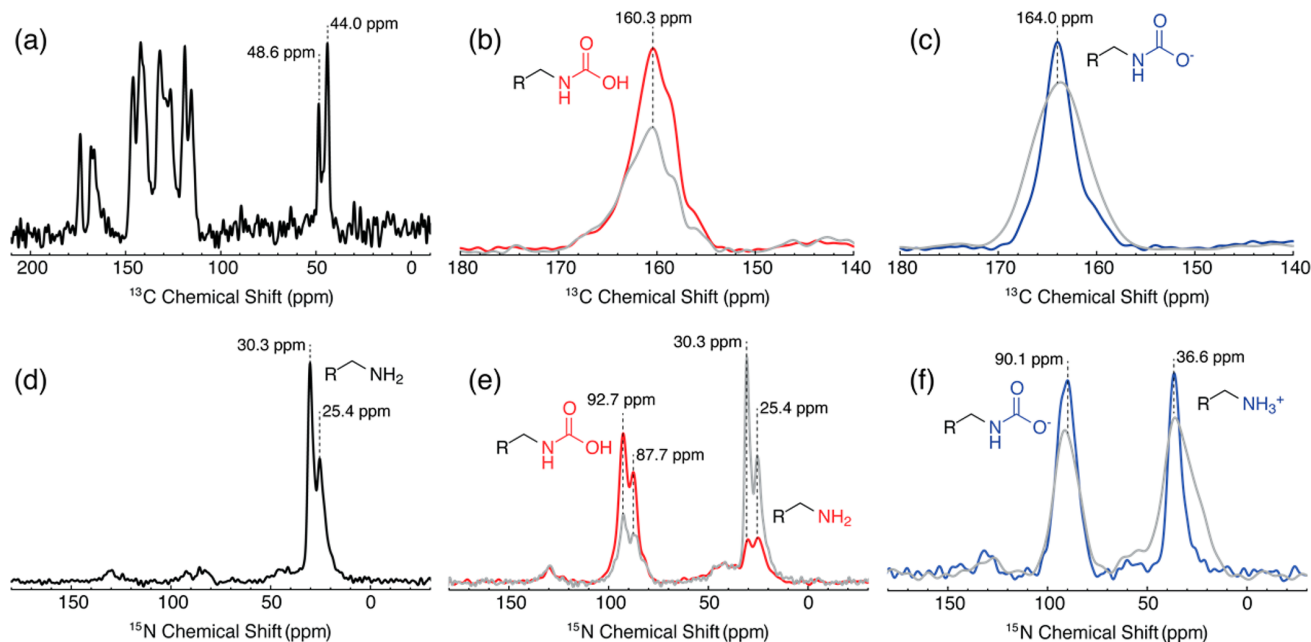 (a)
44.0 ppm
48.6 ppm
200
150
100
50
0
13C Chemical Shift (ppm)
(b)
160.3 ppm
R
N
H
O
OH
180
170
160
150
140
13C Chemical Shift (ppm)
(c)
164.0 ppm
R
N
H
O
O-
180
170
160
150
140
13C Chemical Shift (ppm)
(d)
30.3 ppm
R
NH2
25.4 ppm
150
100
50
0
15N Chemical Shift (ppm)
(e)
30.3 ppm
92.7 ppm
25.4 ppm
R
N
H
O
OH
87.7 ppm
R
NH2
150
100
50
0
15N Chemical Shift (ppm)
(f)
90.1 ppm
36.6 ppm
R
N
H
O
O-
R
NH3+
150
100
50
0
15N Chemical Shift (ppm)